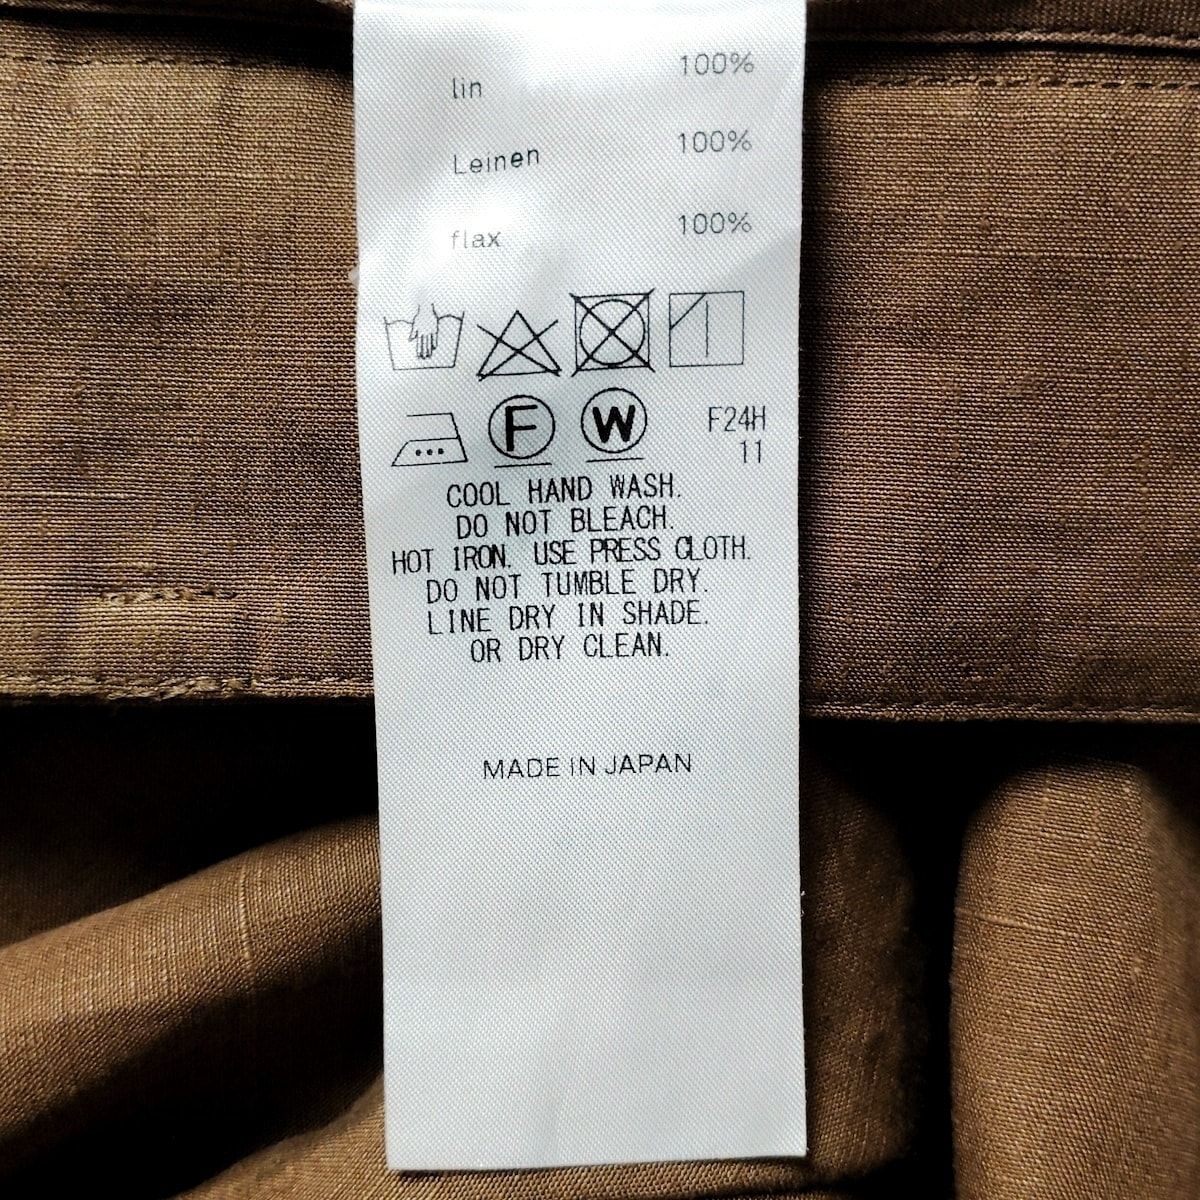 lin 100%
Leinen 100%
flax 100%
F W F24H
11
COOL HAND WASH.
DO NOT BLEACH.
HOT IRON. USE PRESS CLOTH.
DO NOT TUMBLE DRY.
LINE DRY IN SHADE.
OR DRY CLEAN.
MADE IN JAPAN